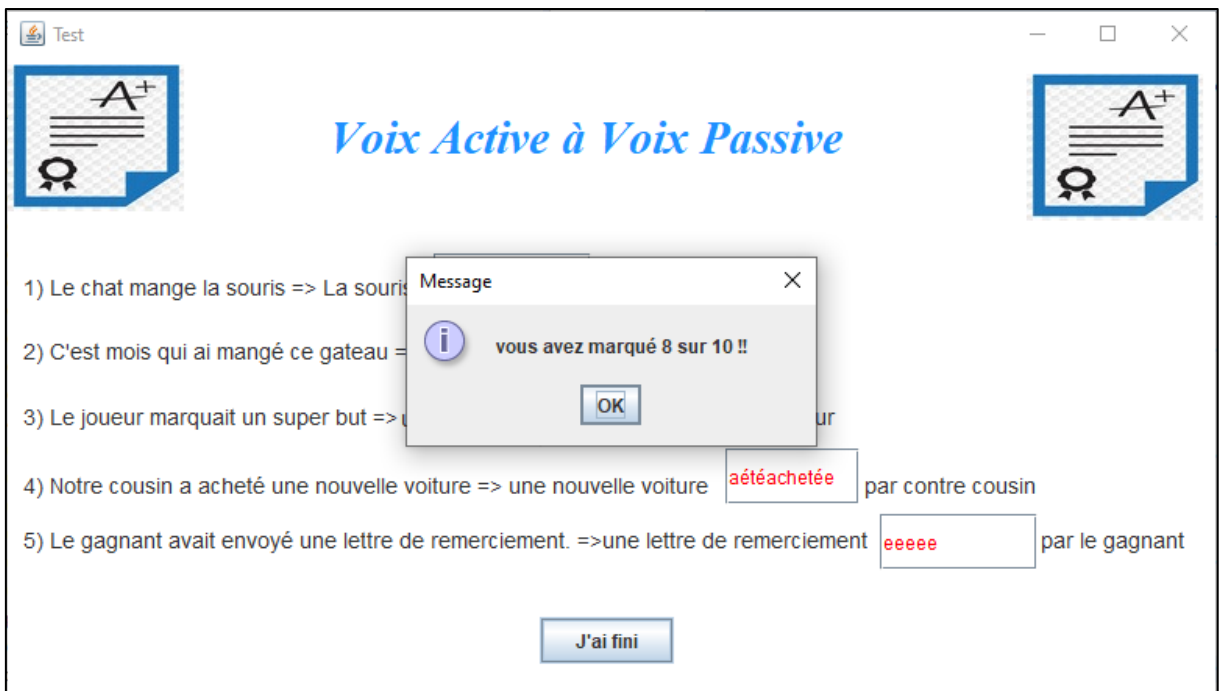 Test
A+
A+
Voix Active à Voix Passive
1) Le chat mange la souris => La souris
Message
vous avez marqué 8 sur 10 !!
OK
2) C'est mois qui ai mangé ce gateau =
3) Le joueur marquait un super but => ur
4) Notre cousin a acheté une nouvelle voiture => une nouvelle voiture aétéachetée par contre cousin
5) Le gagnant avait envoyé une lettre de remerciement. =>une lettre de remerciement eeeee par le gagnant
J'ai fini